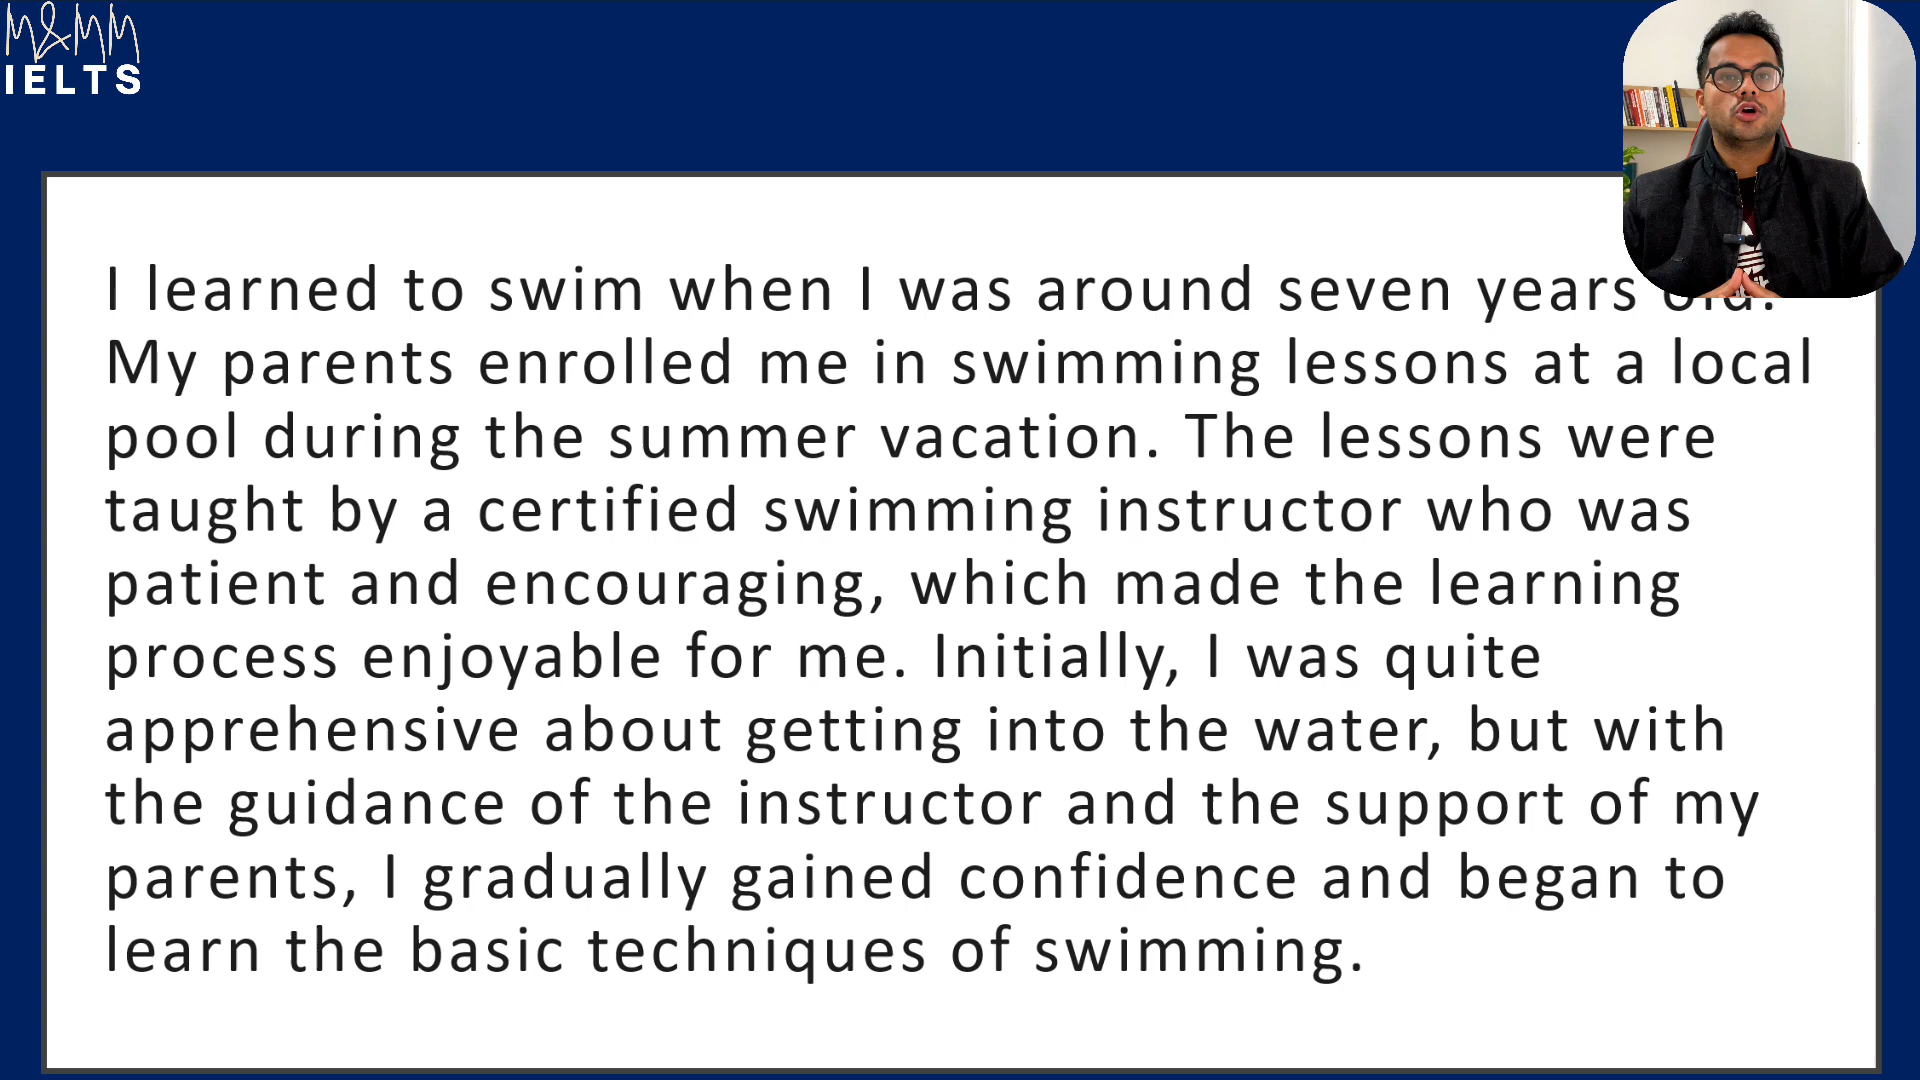 M&MM
IELTS
I learned to swim when I was around seven years old.
My parents enrolled me in swimming lessons at a local
pool during the summer vacation. The lessons were
taught by a certified swimming instructor who was
patient and encouraging, which made the learning
process enjoyable for me. Initially, I was quite
apprehensive about getting into the water, but with
the guidance of the instructor and the support of my
parents, I gradually gained confidence and began to
learn the basic techniques of swimming.